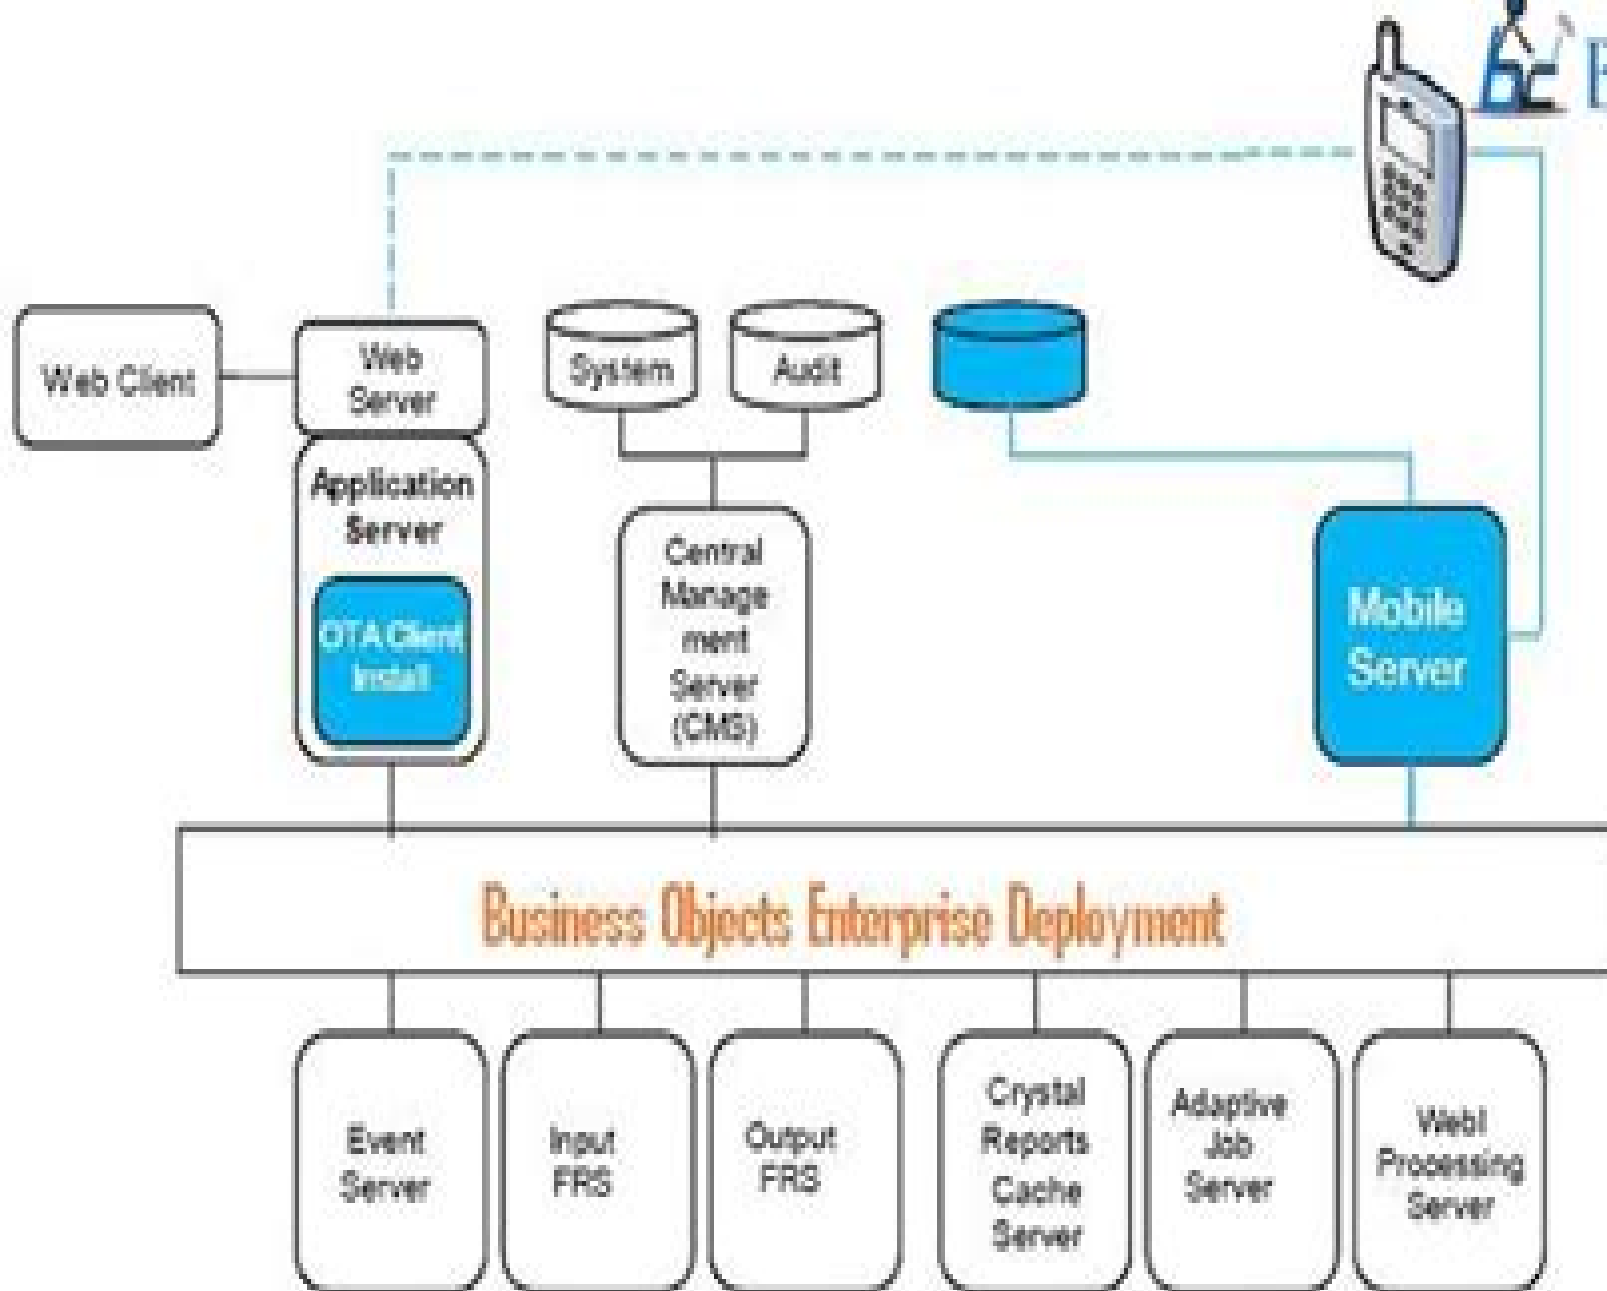 Web Client
Web
Server
System
Audit
Application
Server
OTA Client
Install
Central
Manage
ment
Server
(CMS)
Mobile
Server
Business Objects Enterprise Deployment
Event
Server
Input
FRS
Output
FRS
Crystal
Reports
Cache
Server
Adaptive
Job
Server
WebI
Processing
Server